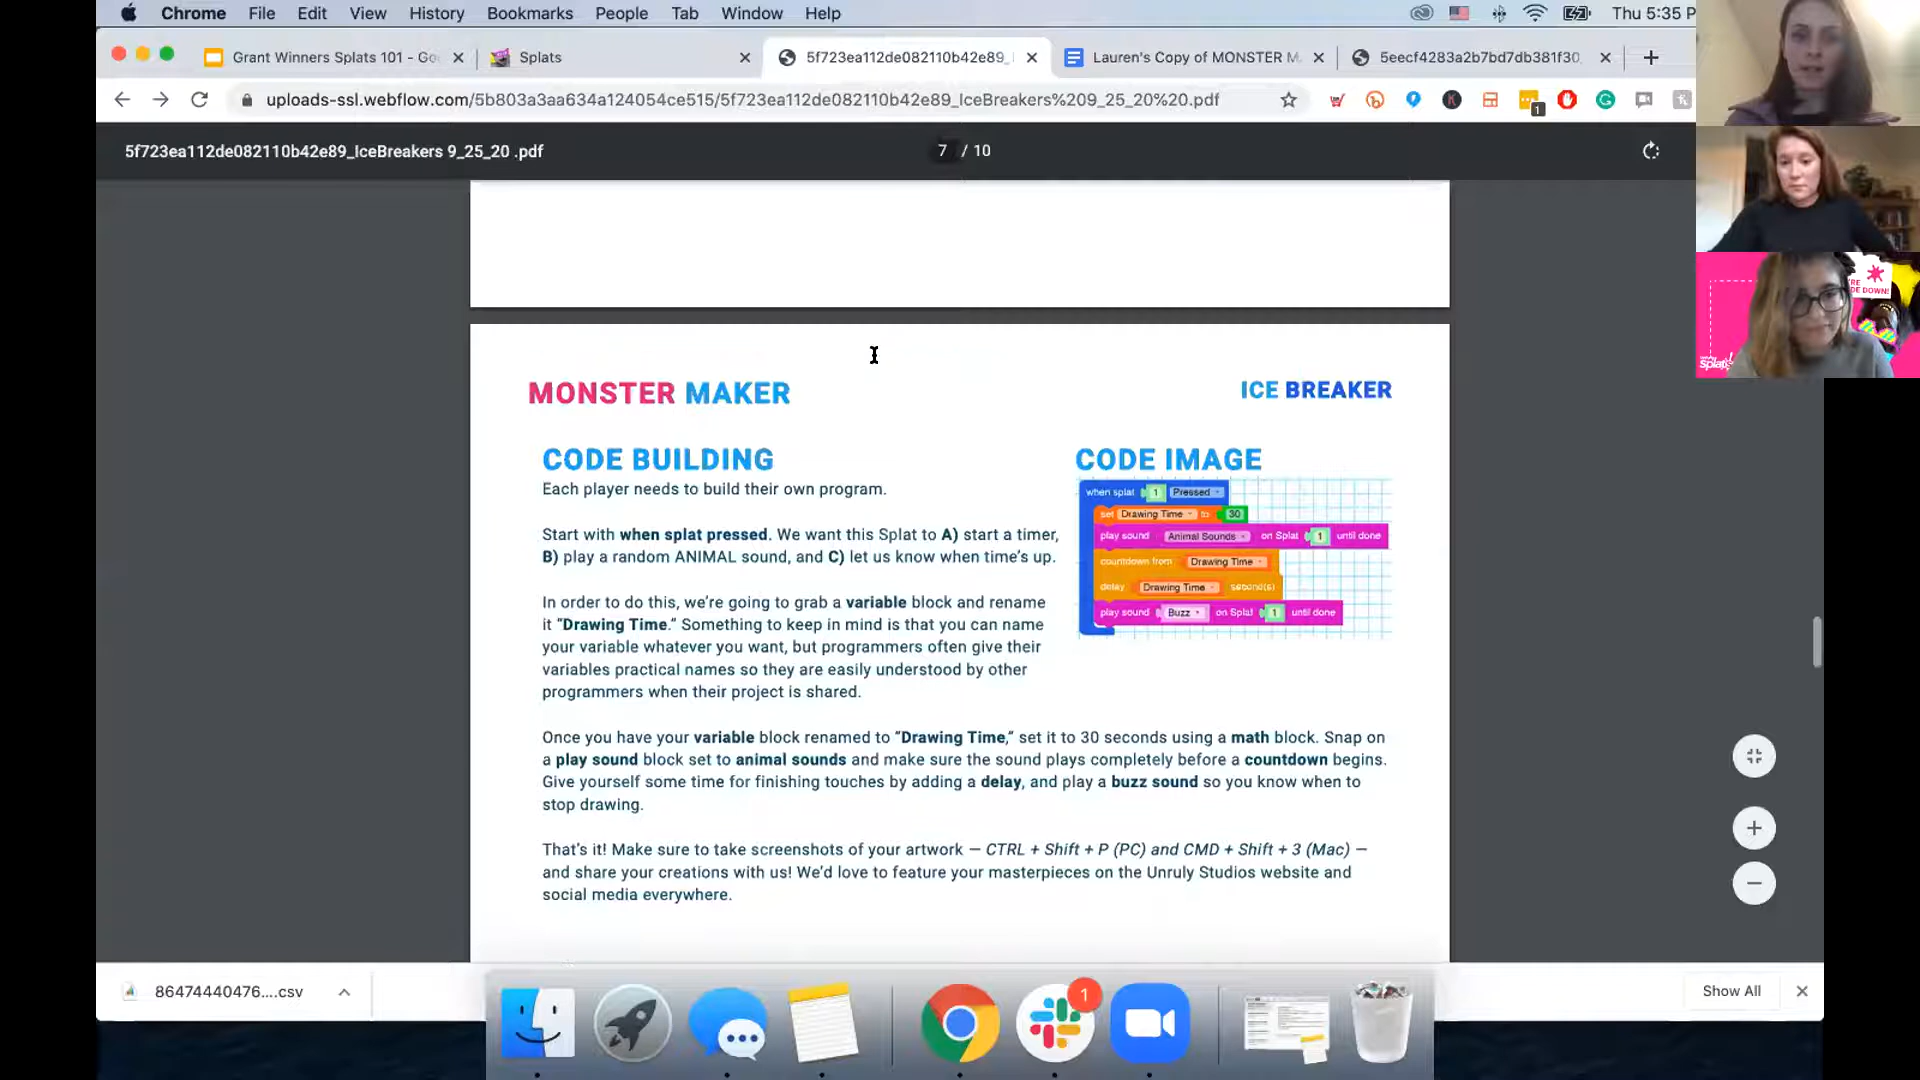 Chrome File Edit View History Bookmarks People Tab Window Help
Thu 5:35 P
Grant Winners Splats 101 - Go
Splats
5f723ea112de082110b42e89_
Lauren's Copy of MONSTER M
5eecf4283a2b7bd7db381f30
uploads-ssl.webflow.com/5b803a3aa634a124054ce515/5f723ea112de082110b42e89_IceBreakers%209_25_20%20.pdf
1
5f723ea112de082110b42e89_IceBreakers 9_25_20 .pdf
7 / 10
MONSTER MAKER
ICE BREAKER
CODE BUILDING
Each player needs to build their own program.
Start with when splat pressed. We want this Splat to A) start a timer,
B) play a random ANIMAL sound, and C) let us know when time's up.
In order to do this, we're going to grab a variable block and rename
it “Drawing Time.” Something to keep in mind is that you can name
your variable whatever you want, but programmers often give their
variables practical names so they are easily understood by other
programmers when their project is shared.
CODE IMAGE
when splat 1 Pressed
set Drawing Time to 30
play sound Animal Sounds on Splat 1 until done
countdown from Drawing Time
delay Drawing Time second(s)
play sound Buzz on Splat 1 until done
Once you have your variable block renamed to “Drawing Time,” set it to 30 seconds using a math block. Snap on
a play sound block set to animal sounds and make sure the sound plays completely before a countdown begins.
Give yourself some time for finishing touches by adding a delay, and play a buzz sound so you know when to
stop drawing.
That's it! Make sure to take screenshots of your artwork — CTRL + Shift + P (PC) and CMD + Shift + 3 (Mac) —
and share your creations with us! We'd love to feature your masterpieces on the Unruly Studios website and
social media everywhere.
DE DOWN!
Splats!
86474440476....csv
Show All
1